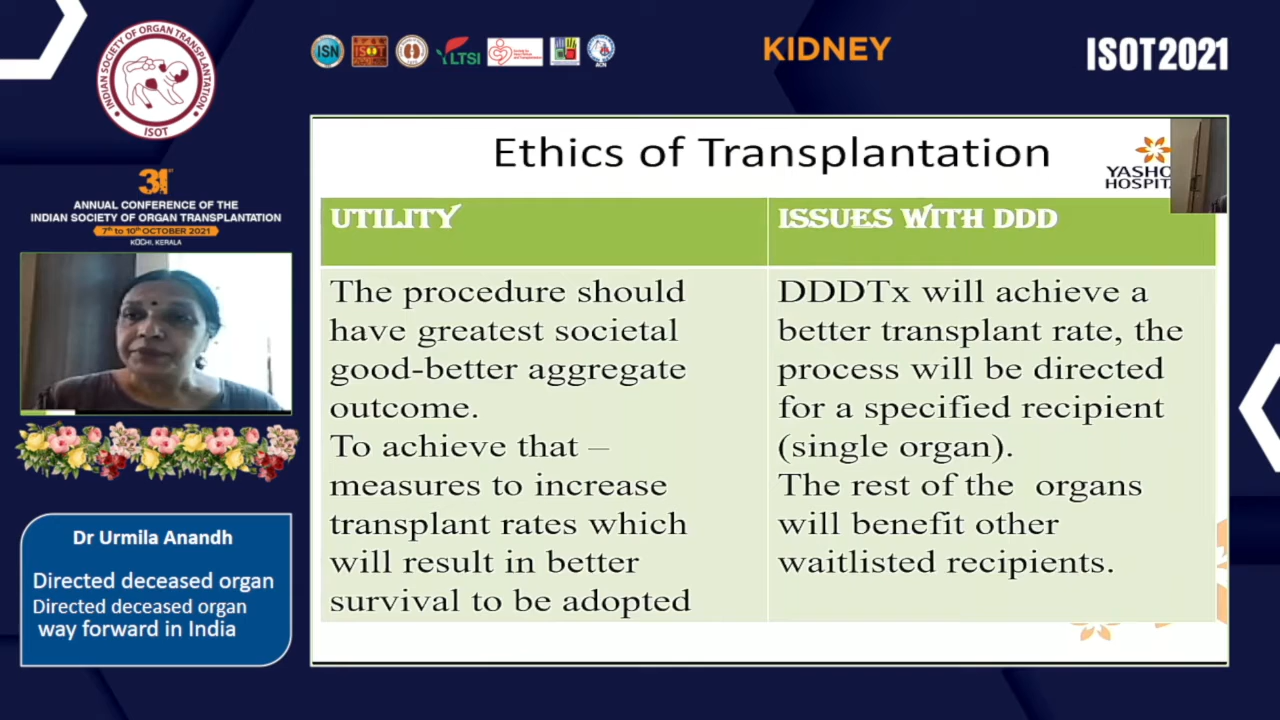 INDIAN SOCIETY OF ORGAN TRANSPLANTATION
ISOT
ISN
ISOT
LTSI
ACN
KIDNEY
ISOT2021
31st
ANNUAL CONFERENCE OF THE
INDIAN SOCIETY OF ORGAN TRANSPLANTATION
7th to 10th OCTOBER 2021
KOCHI, KERALA
Ethics of Transplantation
YASHO
HOSPIT
UTILITY
The procedure should
have greatest societal
good-better aggregate
outcome.
To achieve that –
measures to increase
transplant rates which
will result in better
survival to be adopted
ISSUES WITH DDD
DDDTx will achieve a
better transplant rate, the
process will be directed
for a specified recipient
(single organ).
The rest of the organs
will benefit other
waitlisted recipients.
Dr Urmila Anandh
Directed deceased organ
Directed deceased organ
way forward in India